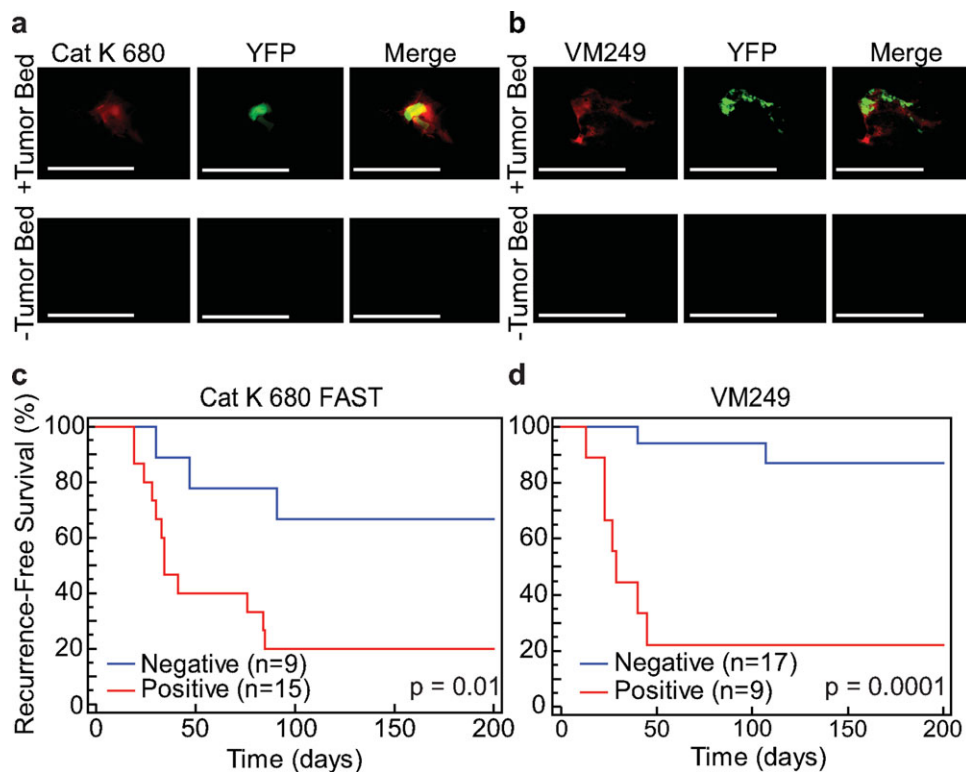 a
Cat K 680 YFP Merge
+Tumor Bed
-Tumor Bed
b
VM249 YFP Merge
+Tumor Bed
-Tumor Bed
c
Cat K 680 FAST
Recurrence-Free Survival (%)
100
80
60
40
20
0
Negative (n=9)
Positive (n=15)
p = 0.01
0 50 100 150 200
Time (days)
d
VM249
100
80
60
40
20
0
Negative (n=17)
Positive (n=9)
p = 0.0001
0 50 100 150 200
Time (days)